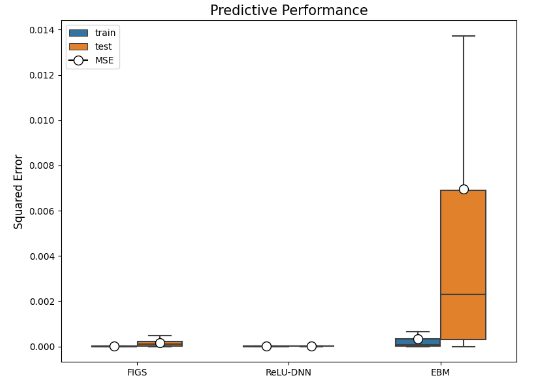 Predictive Performance
train
test
MSE
Squared Error
0.014
0.012
0.010
0.008
0.006
0.004
0.002
0.000
FIGS
ReLU-DNN
EBM